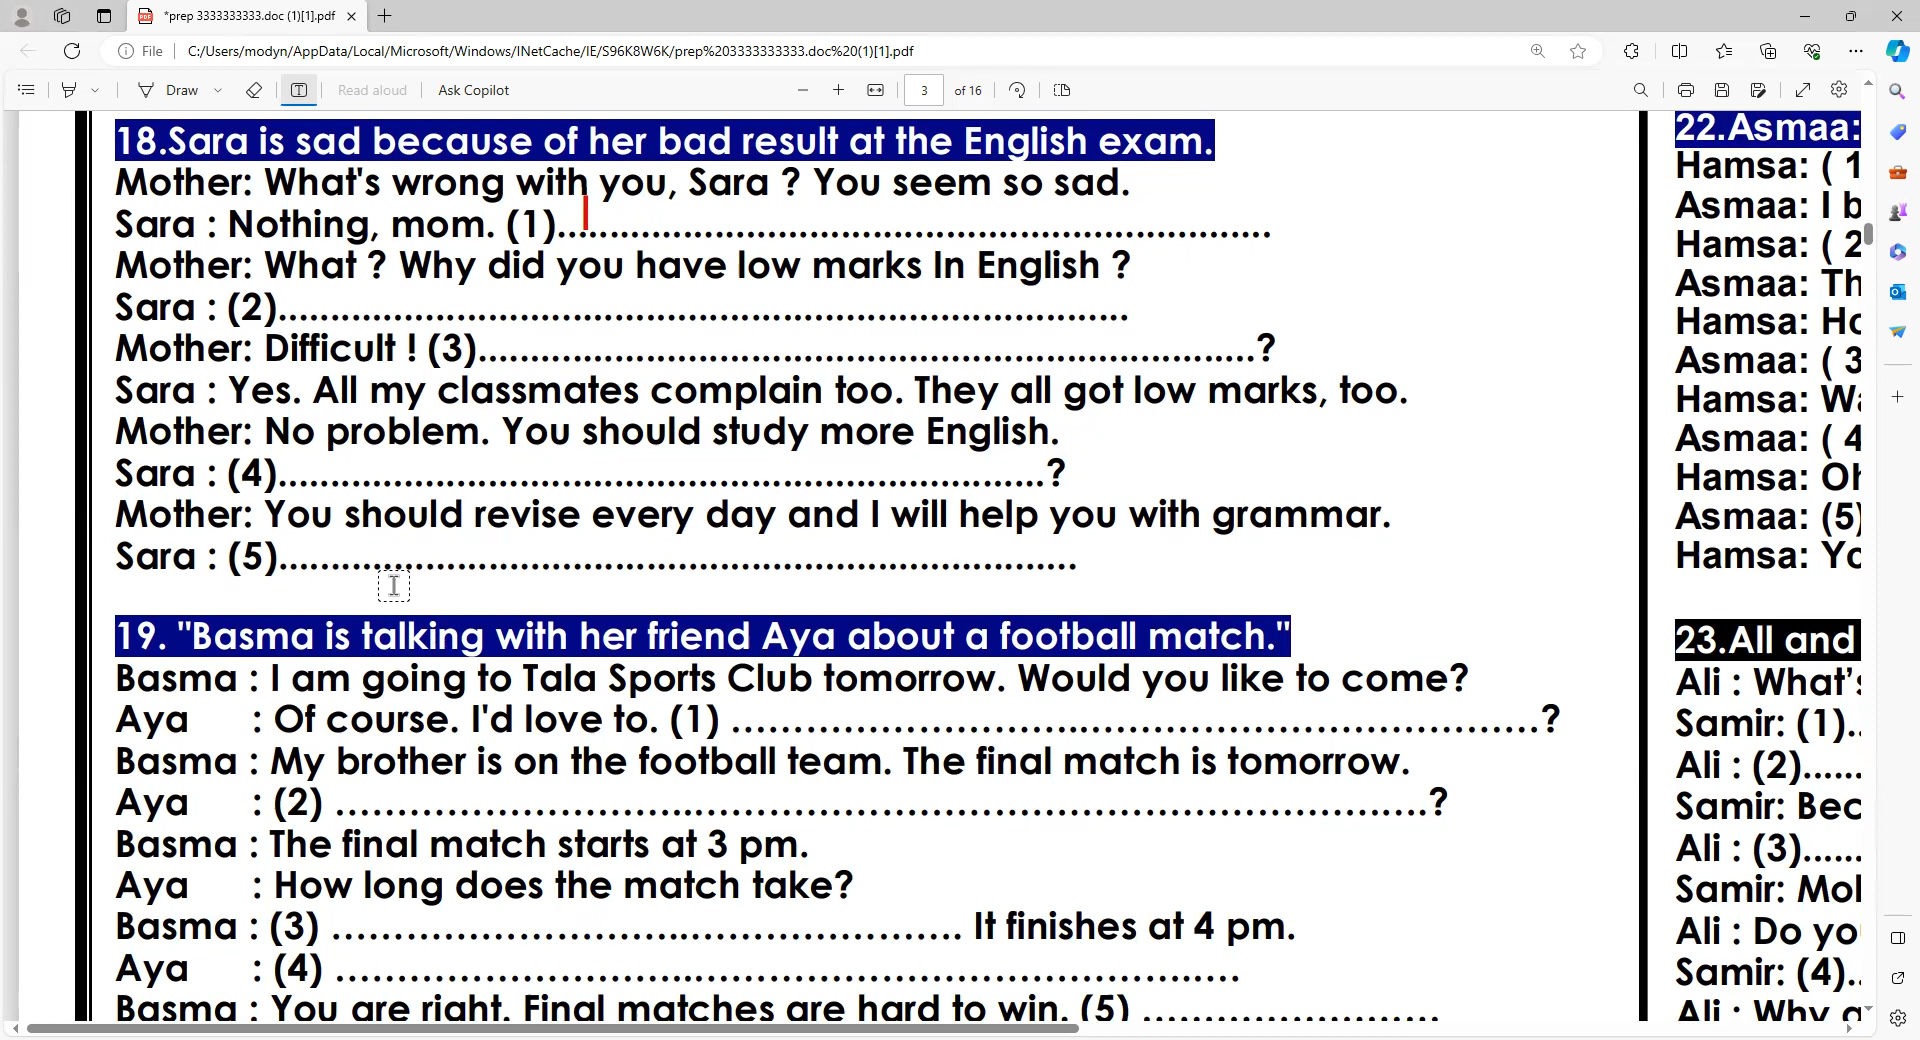 *prep 3333333333.doc (1)[1].pdf
File
C:/Users/modyn/AppData/Local/Microsoft/Windows/INetCache/IE/S96K8W6K/prep%203333333333.doc%20(1)[1].pdf
Draw
Read aloud
Ask Copilot
3 of 16
18.Sara is sad because of her bad result at the English exam.
Mother: What's wrong with you, Sara ? You seem so sad.
Sara : Nothing, mom. (1)....................................................................
Mother: What ? Why did you have low marks In English ?
Sara : (2)................................................................................
Mother: Difficult ! (3).........................................................................?
Sara : Yes. All my classmates complain too. They all got low marks, too.
Mother: No problem. You should study more English.
Sara : (4)........................................................................?
Mother: You should revise every day and I will help you with grammar.
Sara : (5)...........................................................................
19. "Basma is talking with her friend Aya about a football match."
Basma : I am going to Tala Sports Club tomorrow. Would you like to come?
Aya : Of course. I'd love to. (1) ..................................................................?
Basma : My brother is on the football team. The final match is tomorrow.
Aya : (2) ..........................................................................................?
Basma : The final match starts at 3 pm.
Aya : How long does the match take?
Basma : (3) .................................................... It finishes at 4 pm.
Aya : (4) ..........................................................................
Basma : You are right. Final matches are hard to win. (5) ........................
22.Asmaa:
Hamsa: ( 1
Asmaa: I b
Hamsa: ( 2
Asmaa: Th
Hamsa: Ho
Asmaa: ( 3
Hamsa: Wa
Asmaa: ( 4
Hamsa: Oh
Asmaa: (5)
Hamsa: Yo
23.All and
Ali : What's
Samir: (1)..
Ali : (2)......
Samir: Bec
Ali : (3)......
Samir: Mol
Ali : Do you
Samir: (4)..
Ali : Why a